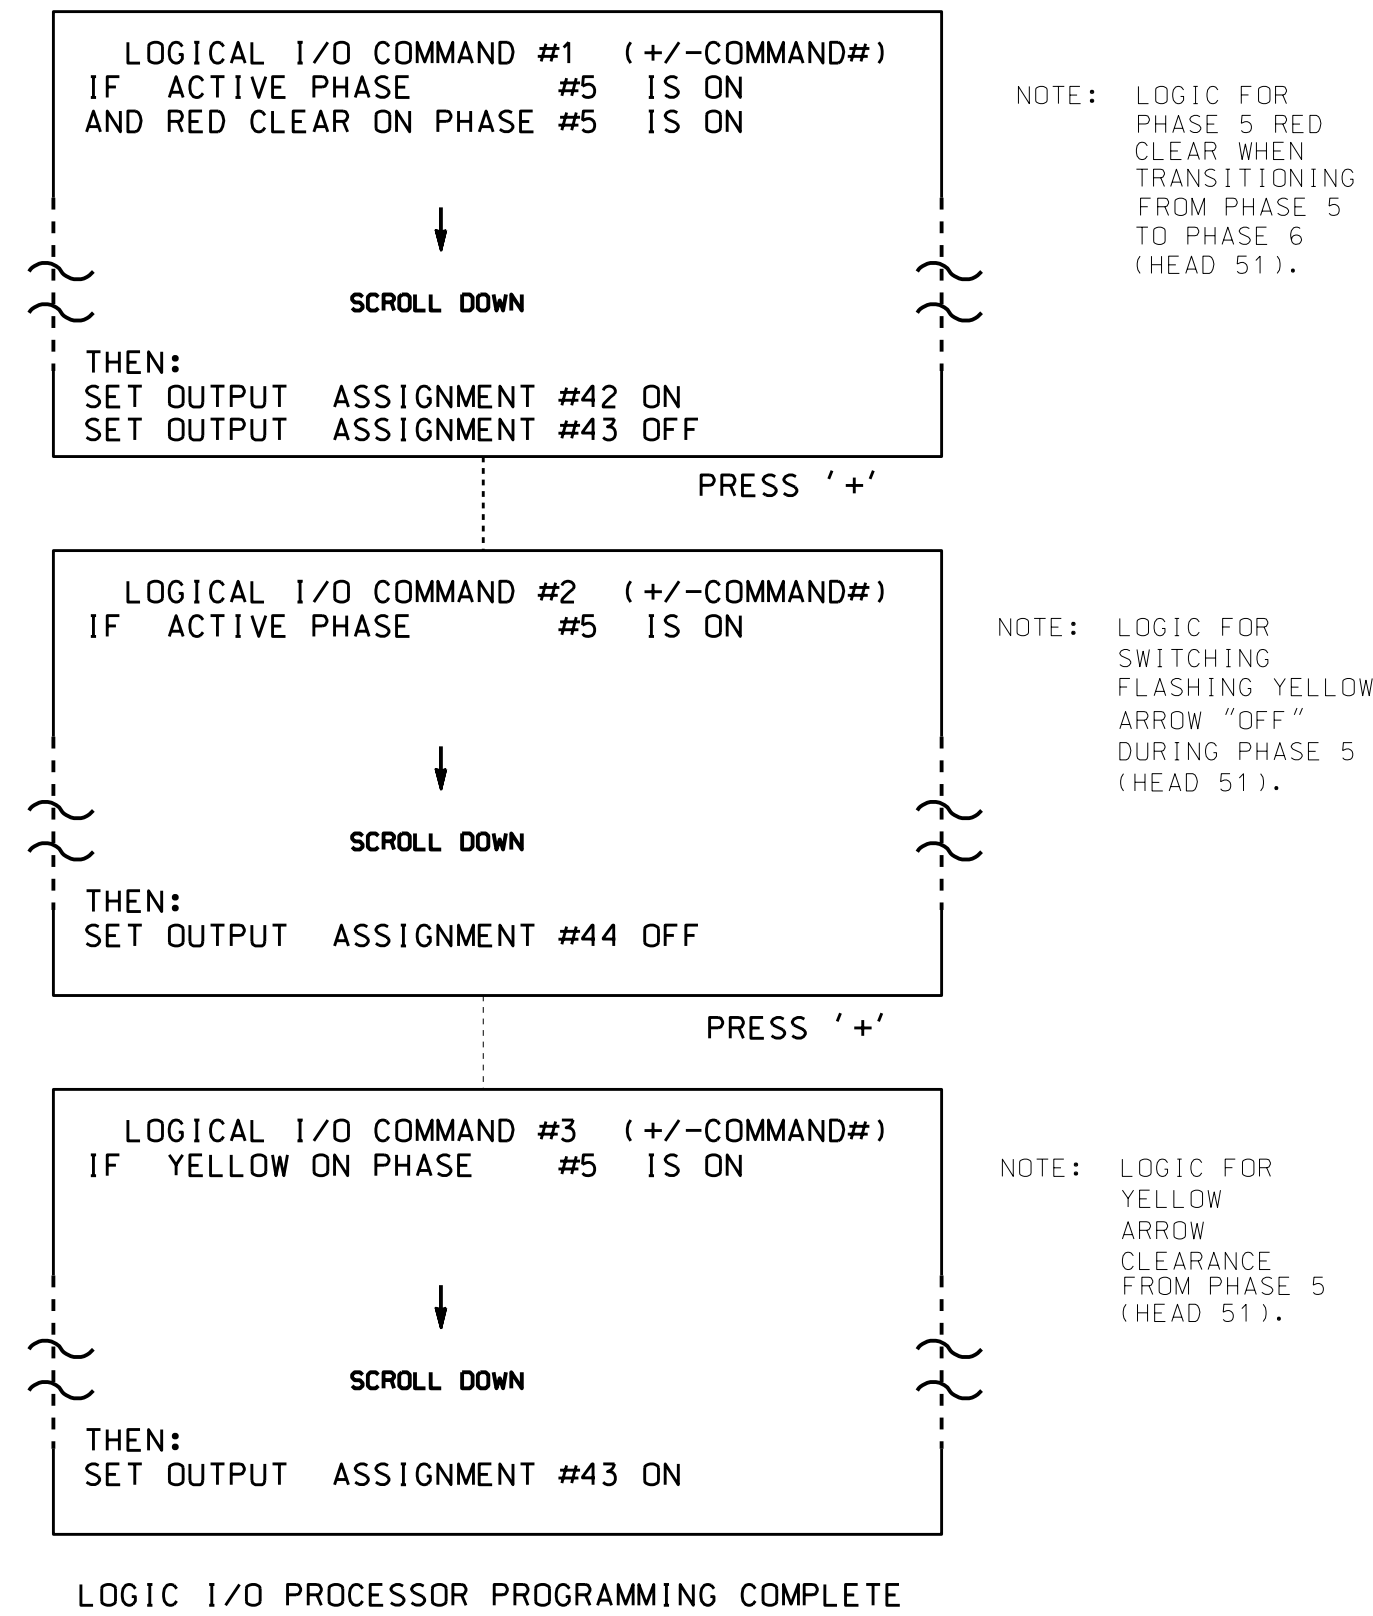 LOGICAL I/O COMMAND #1 (+/-COMMAND#)
IF ACTIVE PHASE #5 IS ON
AND RED CLEAR ON PHASE #5 IS ON
SCROLL DOWN
THEN:
SET OUTPUT ASSIGNMENT #42 ON
SET OUTPUT ASSIGNMENT #43 OFF
NOTE: LOGIC FOR
PHASE 5 RED
CLEAR WHEN
TRANSITIONING
FROM PHASE 5
TO PHASE 6
(HEAD 51).
PRESS '+'
LOGICAL I/O COMMAND #2 (+/-COMMAND#)
IF ACTIVE PHASE #5 IS ON
SCROLL DOWN
THEN:
SET OUTPUT ASSIGNMENT #44 OFF
NOTE: LOGIC FOR
SWITCHING
FLASHING YELLOW
ARROW "OFF"
DURING PHASE 5
(HEAD 51).
PRESS '+'
LOGICAL I/O COMMAND #3 (+/-COMMAND#)
IF YELLOW ON PHASE #5 IS ON
SCROLL DOWN
THEN:
SET OUTPUT ASSIGNMENT #43 ON
NOTE: LOGIC FOR
YELLOW
ARROW
CLEARANCE
FROM PHASE 5
(HEAD 51).
LOGIC I/O PROCESSOR PROGRAMMING COMPLETE